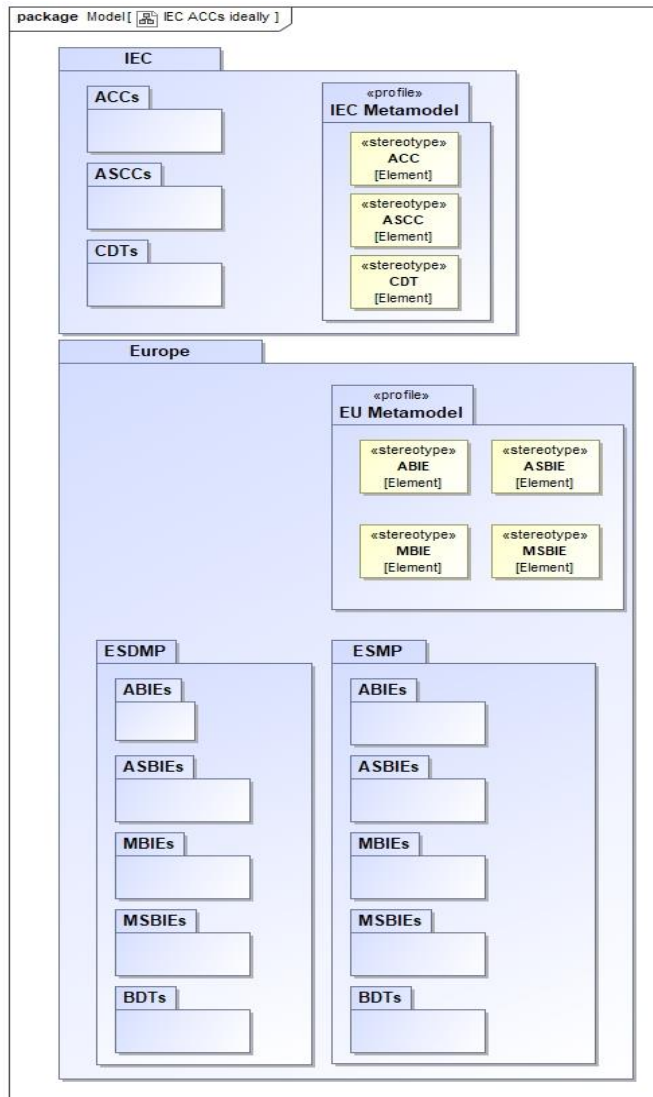 package Model[ IEC ACCs ideally ]
IEC
ACCs
ASCCs
CDTs
«profile»
IEC Metamodel
«stereotype»
ACC
[Element]
«stereotype»
ASCC
[Element]
«stereotype»
CDT
[Element]
Europe
«profile»
EU Metamodel
«stereotype»
ABIE
[Element]
«stereotype»
ASBIE
[Element]
«stereotype»
MBIE
[Element]
«stereotype»
MSBIE
[Element]
ESDMP
ABIEs
ASBIEs
MBIEs
MSBIEs
BDTs
ESMP
ABIEs
ASBIEs
MBIEs
MSBIEs
BDTs